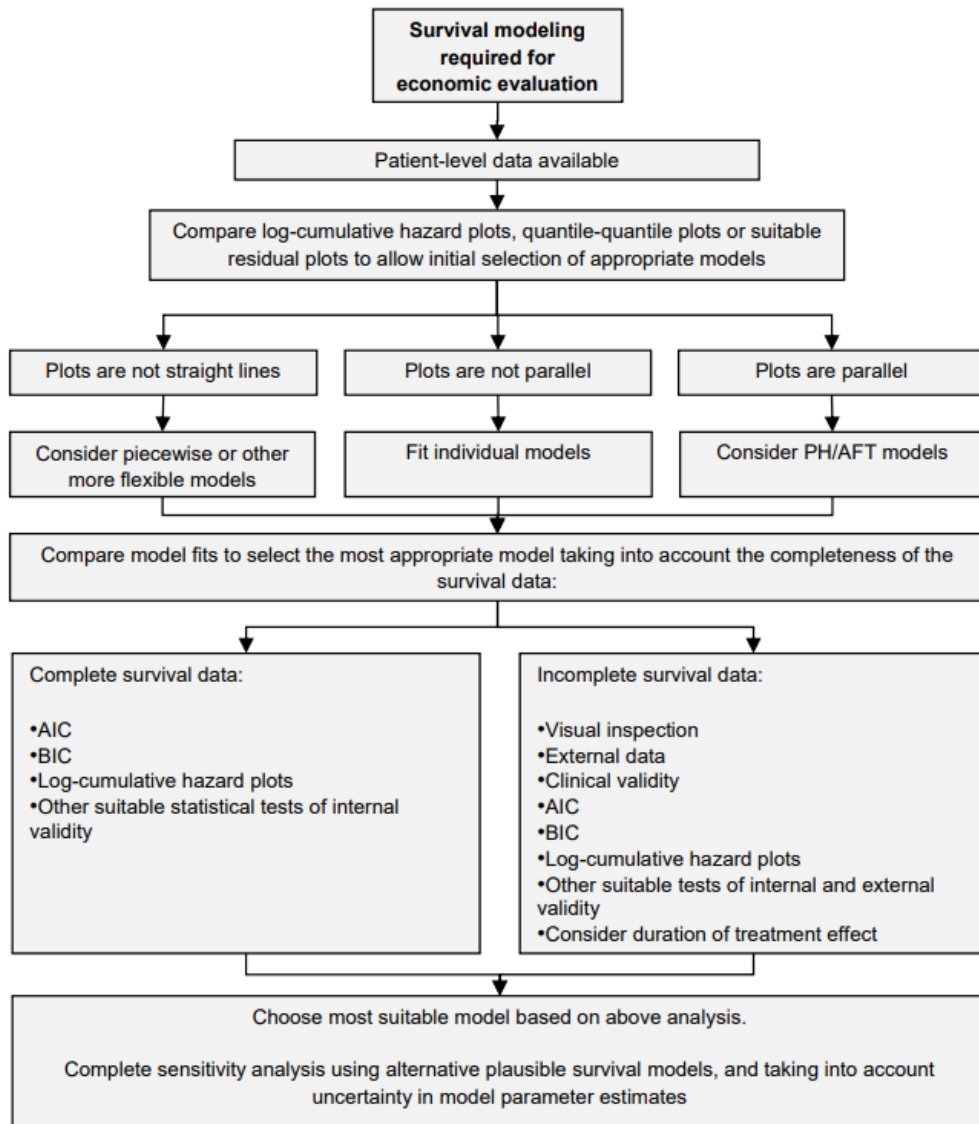 Survival modeling
required for
economic evaluation
Patient-level data available
Compare log-cumulative hazard plots, quantile-quantile plots or suitable
residual plots to allow initial selection of appropriate models
Plots are not straight lines
Plots are not parallel
Plots are parallel
Consider piecewise or other
more flexible models
Fit individual models
Consider PH/AFT models
Compare model fits to select the most appropriate model taking into account the completeness of the
survival data:
Complete survival data:
•AIC
•BIC
•Log-cumulative hazard plots
•Other suitable statistical tests of internal
validity
Incomplete survival data:
•Visual inspection
•External data
•Clinical validity
•AIC
•BIC
•Log-cumulative hazard plots
•Other suitable tests of internal and external
validity
•Consider duration of treatment effect
Choose most suitable model based on above analysis.
Complete sensitivity analysis using alternative plausible survival models, and taking into account
uncertainty in model parameter estimates